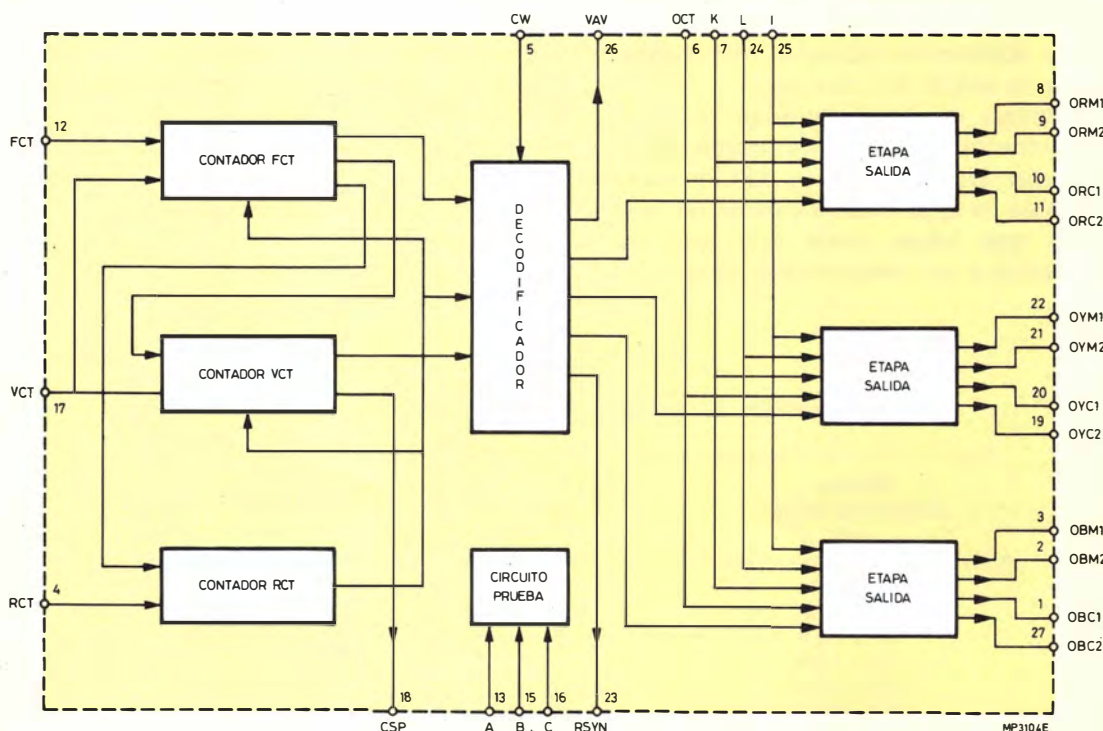 CW VAV OCT K L I
5 26 6 7 24 25
FCT 12
CONTADOR FCT
DECODIFICADOR
ETAPA
SALIDA
8 ORM1
9 ORM2
10 ORC1
11 ORC2
VCT 17
CONTADOR VCT
ETAPA
SALIDA
22 OYM1
21 OYM2
20 OYC1
19 OYC2
RCT 4
CONTADOR RCT
CIRCUITO
PRUEBA
ETAPA
SALIDA
3 OBM1
2 OBM2
1 OBC1
27 OBC2
18 13 15 16 23
CSP A B C RSYN
MP3104E